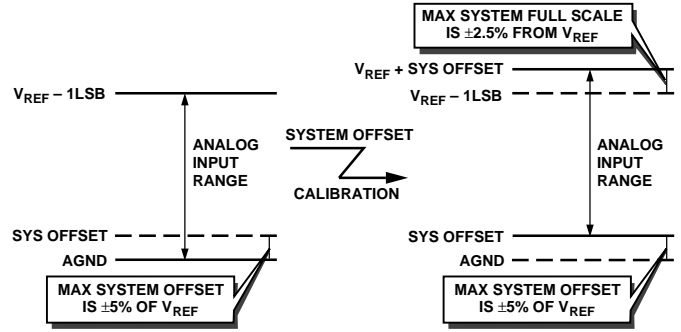 MAX SYSTEM FULL SCALE
IS ±2.5% FROM VREF
VREF + SYS OFFSET
VREF – 1LSB
VREF – 1LSB
SYSTEM OFFSET
CALIBRATION
ANALOG
INPUT
RANGE
ANALOG
INPUT
RANGE
SYS OFFSET
AGND
SYS OFFSET
AGND
MAX SYSTEM OFFSET
IS ±5% OF VREF
MAX SYSTEM OFFSET
IS ±5% OF VREF